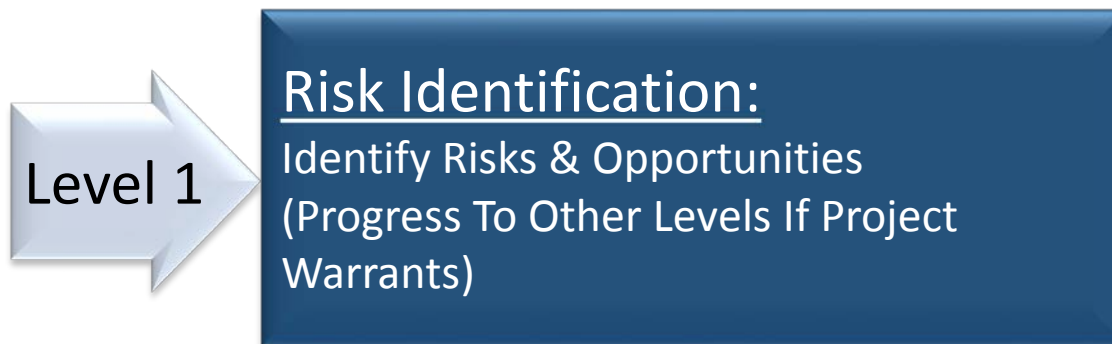 Level 1
Risk Identification:
Identify Risks & Opportunities
(Progress To Other Levels If Project
Warrants)